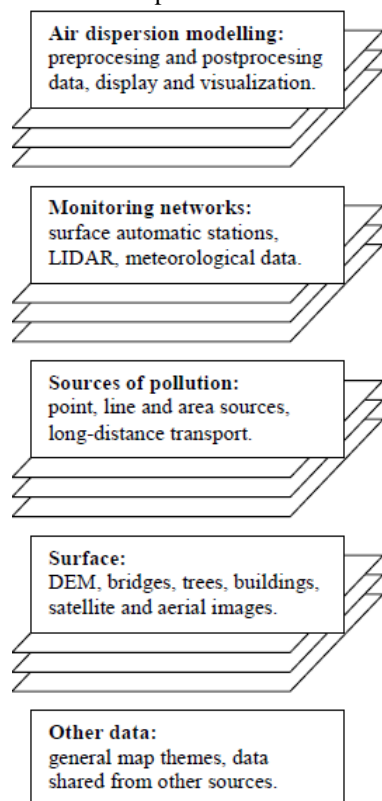 Air dispersion modelling:
preprocesing and postprocesing
data, display and visualization.
Monitoring networks:
surface automatic stations,
LIDAR, meteorological data.
Sources of pollution:
point, line and area sources,
long-distance transport.
Surface:
DEM, bridges, trees, buildings,
satellite and aerial images.
Other data:
general map themes, data
shared from other sources.